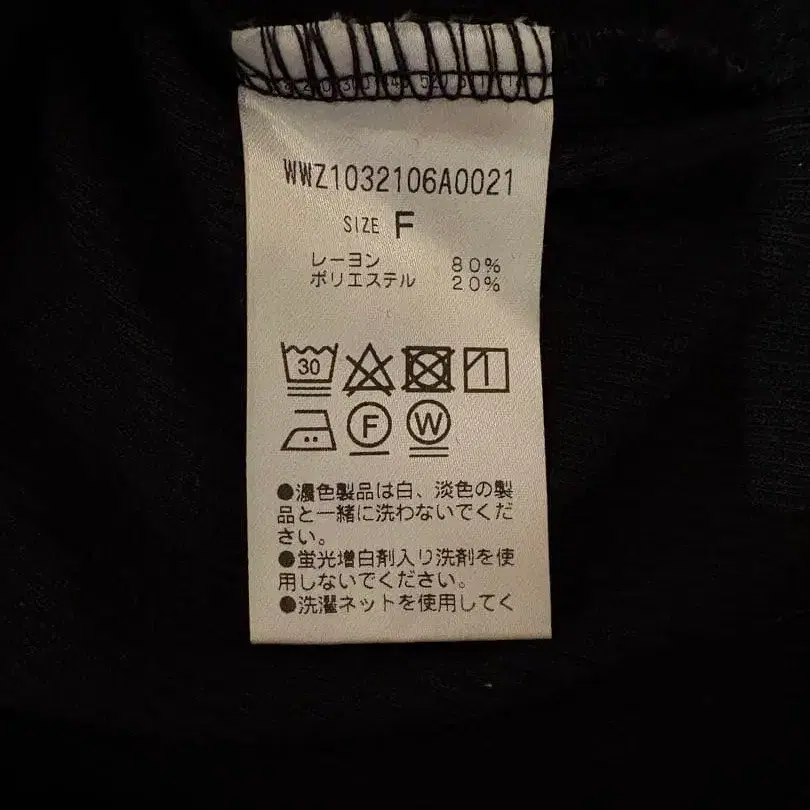 WWZ1032106A0021
SIZE F
レーヨン 80%
ポリエステル 20%
30
F W
●濃色製品は白、淡色の製
品と一緒に洗わないでくだ
さい。
●蛍光増白剤入り洗剤を使
用しないでください。
●洗濯ネットを使用してく